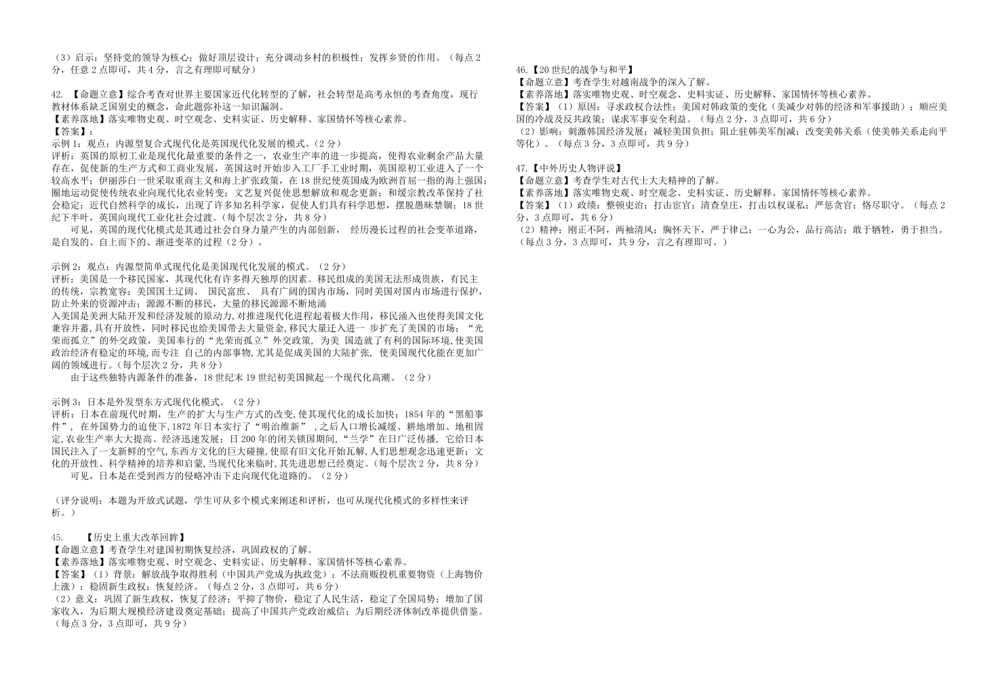 （3）启示：坚持党的领导为核心；做好顶层设计；充分调动乡村的积极性；发挥乡贤的作用。（每点 2
分，任意 2 点即可，共 4 分，言之有理即可赋分）
42. 【命题立意】综合考查对世界主要国家近代化转型的了解，社会转型是高考永恒的考查角度，现行
教材体系缺乏国别史的概念，命此题弥补这一知识漏洞。
【素养落地】落实唯物史观、时空观念、史料实证、历史解释、家国情怀等核心素养。
【答案】：
示例 1：观点：内源型复合式现代化是英国现代化发展的模式。（2 分）
评析：英国的原初工业是现代化最重要的条件之一，农业生产率的进一步提高，使得农业剩余产品大量
存在，促使新的生产方式和工商业发展，英国这时开始步入工厂手工业时期，英国原初工业进入了一个
较高水平；伊丽莎白一世采取重商主义和海上扩张政策，在 18 世纪使英国成为欧洲首屈一指的海上强国；
圈地运动促使传统农业向现代化农业转变；文艺复兴促使思想解放和观念更新；和缓宗教改革保持了社
会稳定；近代自然科学的成长，出现了许多知名科学家，促使人们具有科学思想，摆脱愚昧禁锢；18 世
纪下半叶，英国向现代工业化社会过渡。（每个层次 2 分，共 8 分）
可见，英国的现代化模式是其通过社会自身力量产生的内部创新， 经历漫长过程的社会变革道路，
是自发的、自上而下的、渐进变革的过程（2 分）。
示例 2：观点：内源型简单式现代化是美国现代化发展的模式。（2 分）
评析：美国是一个移民国家，其现代化有许多得天独厚的因素。移民组成的美国无法形成贵族，有民主
的传统，宗教宽容；美国国土辽阔、 国民富庶、 具有广阔的国内市场，同时美国对国内市场进行保护，
防止外来的资源冲击；源源不断的移民，大量的移民源源不断地涌
入美国是美洲大陆开发和经济发展的原动力,对推进现代化进程起着极大作用，移民涌入也使得美国文化
兼容并蓄,具有开放性，同时移民也给美国带去大量资金,移民大量迁入进一 步扩充了美国的市场；“光
荣而孤立”的外交政策，美国奉行的“光荣而孤立”外交政策，为美 国造就了有利的国际环境,使美国
政治经济有稳定的环境,而专注 自己的内部事物,尤其是促成美国的大陆扩张，使美国现代化能在更加广
阔的领域进行。（每个层次 2 分，共 8 分）
由于这些独特内源条件的准备，18 世纪末 19 世纪初美国掀起一个现代化高潮。（2 分）
示例 3：日本是外发型东方式现代化模式。（2 分）
评析：日本在前现代时期，生产的扩大与生产方式的改变,使其现代化的成长加快；1854 年的“黑船事
件”，在外国势力的迫使下,1872 年日本实行了“明治维新” ,之后人口增长减缓、耕地增加、地租固
定,农业生产率大大提高、经济迅速发展；日 200 年的闭关锁国期间,“兰学”在日广泛传播，它给日本
国民注入了一支新鲜的空气,东西方文化的巨大碰撞,使原有旧文化开始瓦解,人们思想观念迅速更新；文
化的开放性、科学精神的培养和启蒙,当现代化来临时,其先进思想已经奠定。（每个层次 2 分，共 8 分）
可见，日本是在受到西方的侵略冲击下走向现代化道路的。（2 分）
（评分说明：本题为开放式试题，学生可从多个模式来阐述和评析，也可从现代化模式的多样性来评
析。）
45. 【历史上重大改革回眸】
【命题立意】考查学生对建国初期恢复经济，巩固政权的了解。
【素养落地】落实唯物史观、时空观念、史料实证、历史解释、家国情怀等核心素养。
【答案】（1）背景：解放战争取得胜利（中国共产党成为执政党）；不法商贩投机重要物资（上海物价
上涨）；稳固新生政权；恢复经济。（每点 2 分，3 点即可，共 6 分）
（2）意义：巩固了新生政权，恢复了经济；平抑了物价，稳定了人民生活，稳定了全国局势；增加了国
家收入，为后期大规模经济建设奠定基础；提高了中国共产党政治威信；为后期经济体制改革提供借鉴。
（每点 3 分，3 点即可，共 9 分）
46.【20 世纪的战争与和平】
【命题立意】考查学生对越南战争的深入了解。
【素养落地】落实唯物史观、时空观念、史料实证、历史解释、家国情怀等核心素养。
【答案】（1）原因：寻求政权合法性；美国对韩政策的变化（美减少对韩的经济和军事援助）；顺应美
国的冷战及反共政策；谋求军事安全利益。（每点 2 分，3 点即可，共 6 分）
（2）影响：刺激韩国经济发展；减轻美国负担；阻止驻韩美军削减；改变美韩关系（使美韩关系走向平
等化）。（每点 3 分，3 点即可，共 9 分）
47.【中外历史人物评说】
【命题立意】考查学生对古代士大夫精神的了解。
【素养落地】落实唯物史观、时空观念、史料实证、历史解释、家国情怀等核心素养。
【答案】（1）政绩：整顿吏治；打击宦官；清查皇庄，打击以权谋私；严惩贪官；恪尽职守。（每点 2
分，3 点即可，共 6 分）
（2）精神：刚正不阿，两袖清风；胸怀天下，严于律己；一心为公，品行高洁；敢于牺牲，勇于担当。
（每点 3 分，3 点即可，共 9 分，言之有理即可。）